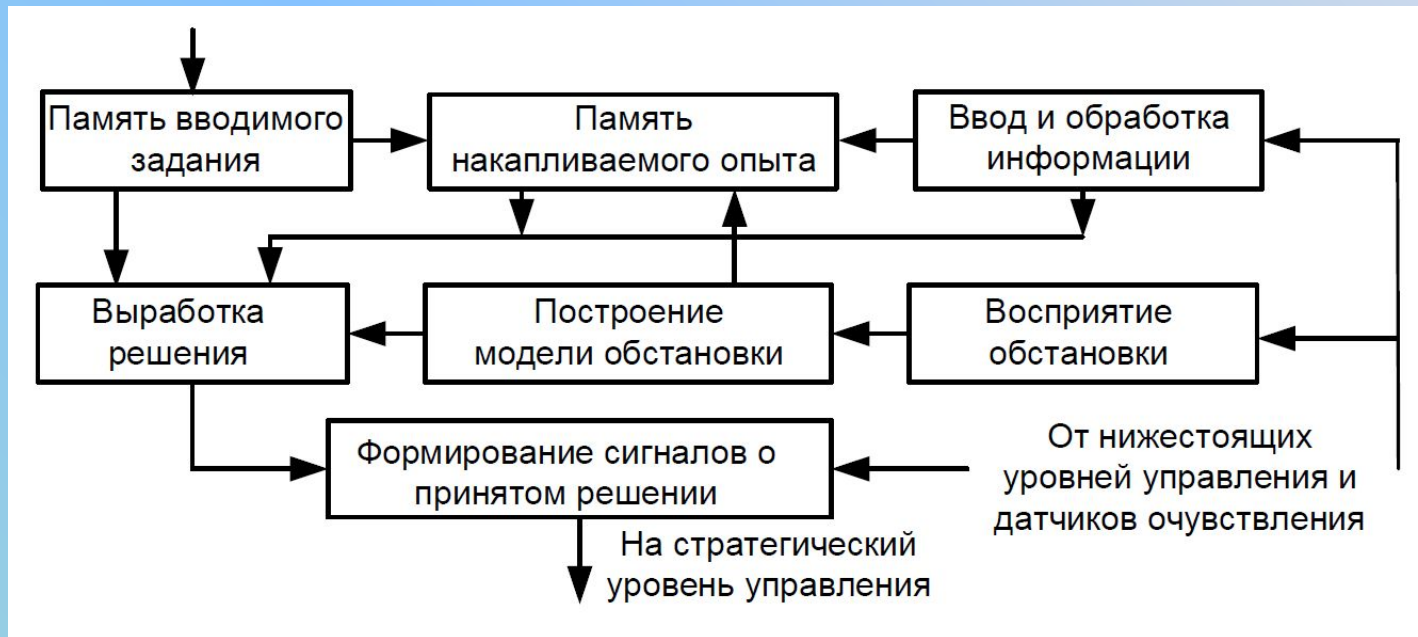 Память вводимого
задания
Память
накапливаемого опыта
Ввод и обработка
информации
Выработка
решения
Построение
модели обстановки
Восприятие
обстановки
Формирование сигналов о
принятом решении
От нижестоящих
уровней управления и
датчиков очувствления
На стратегический
уровень управления